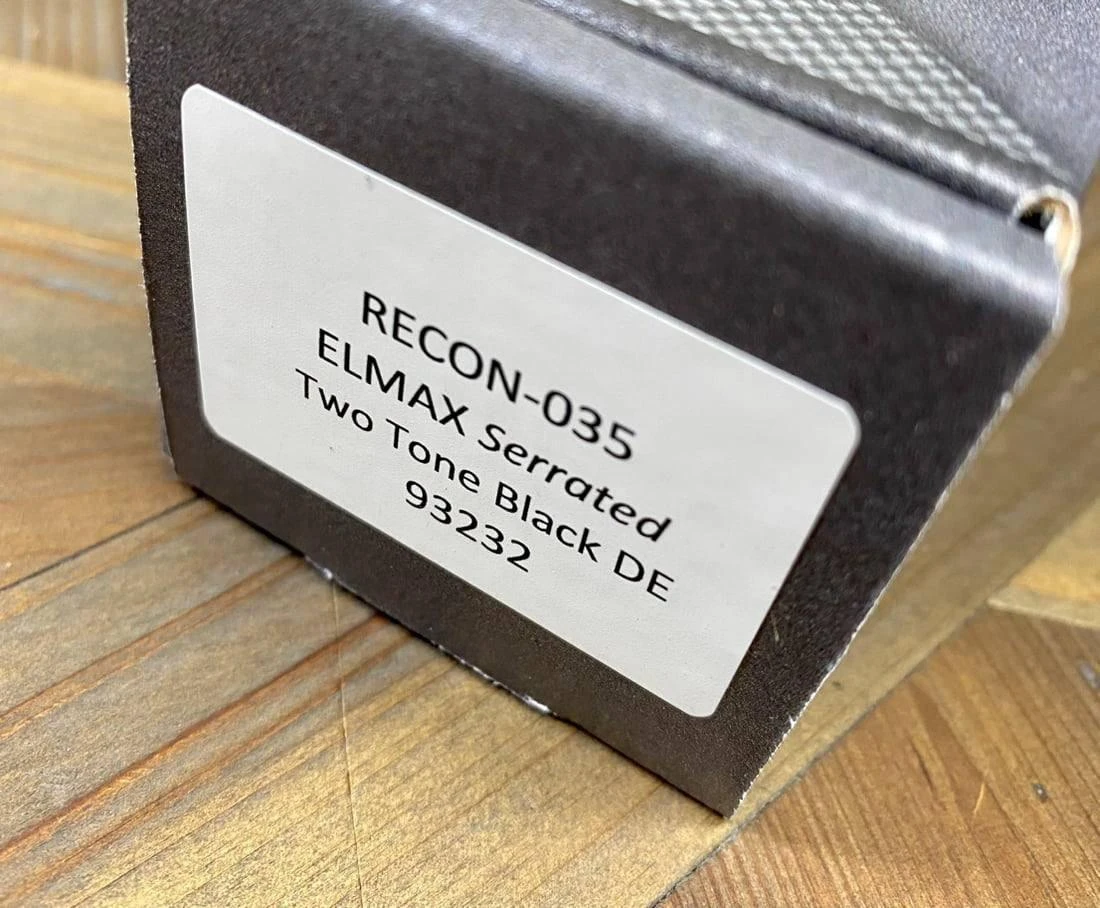 RECON-035
ELMAX Serrated
Two Tone Black DE
93232